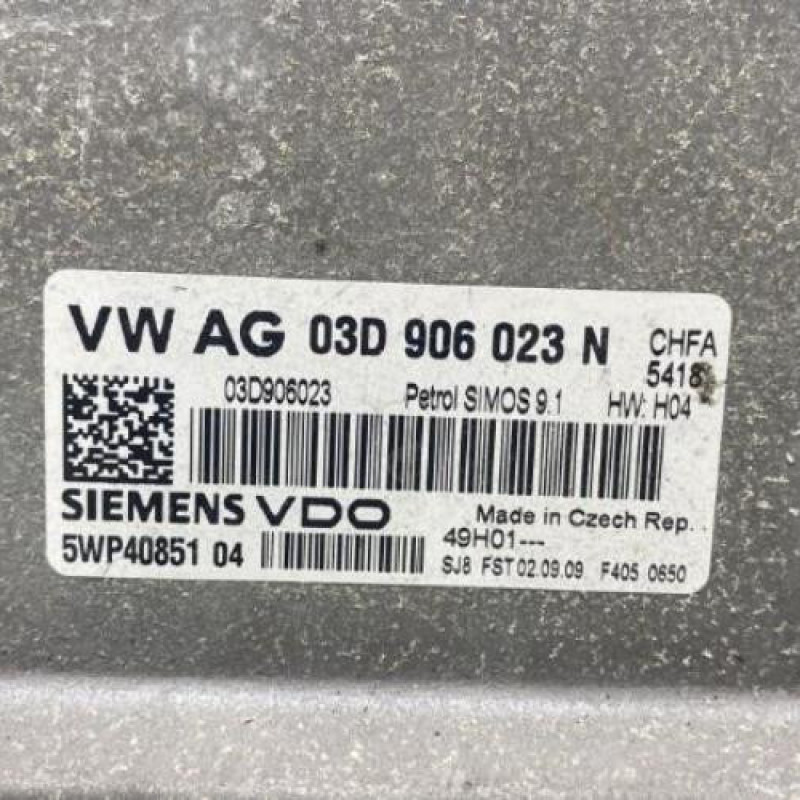 VW AG 03D 906 023 N CHFA
5418
03D906023 Petrol SIMOS 9.1 HW: H04
SIEMENS VDO Made in Czech Rep.
5WP40851 04 49H01---
SJ8 FST 02.09.09 F405 0650